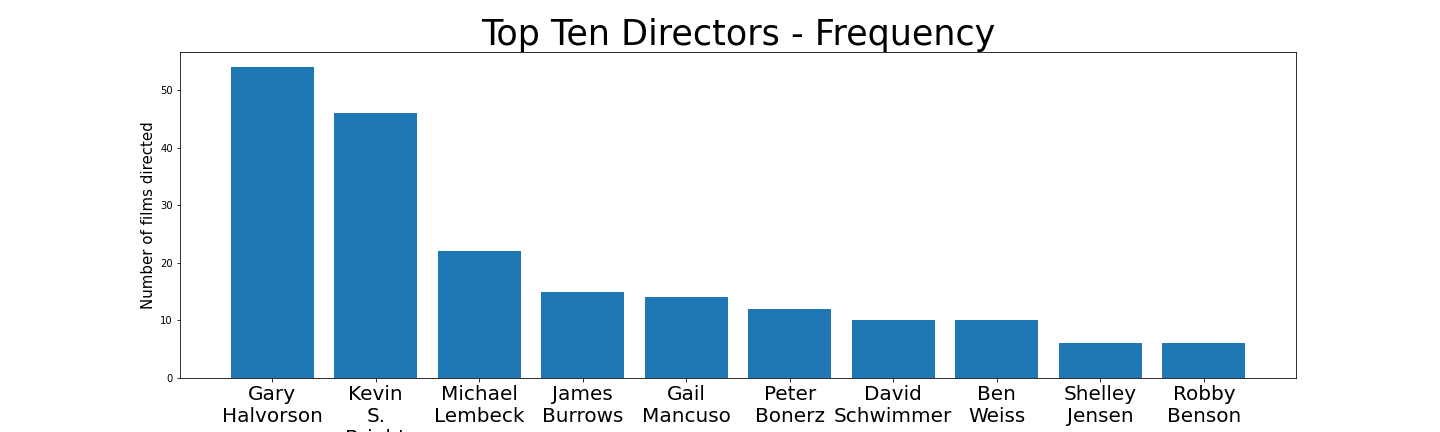 Top Ten Directors - Frequency
Number of films directed
50
40
30
20
10
0
Gary
Halvorson
Kevin
S.
Michael
Lembeck
James
Burrows
Gail
Mancuso
Peter
Bonerz
David
Schwimmer
Ben
Weiss
Shelley
Jensen
Robby
Benson